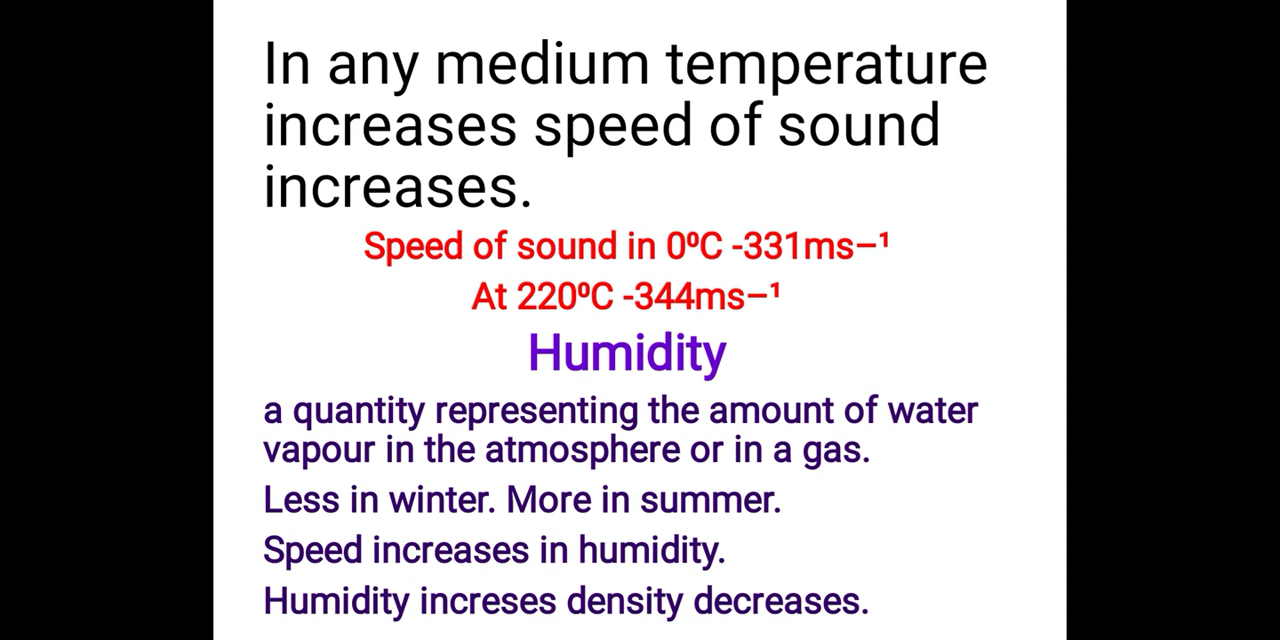 In any medium temperature
increases speed of sound
increases.
Speed of sound in 0⁰C -331ms–¹
At 220⁰C -344ms–¹
Humidity
a quantity representing the amount of water
vapour in the atmosphere or in a gas.
Less in winter. More in summer.
Speed increases in humidity.
Humidity increses density decreases.